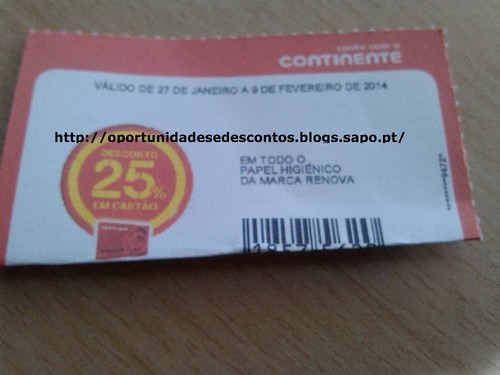 conte com o
CONTINENTE
VÁLIDO DE 27 DE JANEIRO A 9 DE FEVEREIRO DE 2014
http://oportunidadesedescontos.blogs.sapo.pt/
DESCONTO
25%
EM CARTÃO
EM TODO O
PAPEL HIGIÉNICO
DA MARCA RENOVA